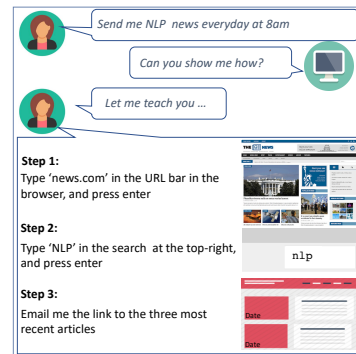 Send me NLP  news everyday at 8am
Can you show me how?
Let me teach you …
Step 1:
Type ‘news.com’ in the URL bar in the
browser, and press enter
THE NEWS
Step 2:
Type ‘NLP’ in the search  at the top-right,
and press enter
nlp
Step 3:
Email me the link to the three most
recent articles
Date
Date